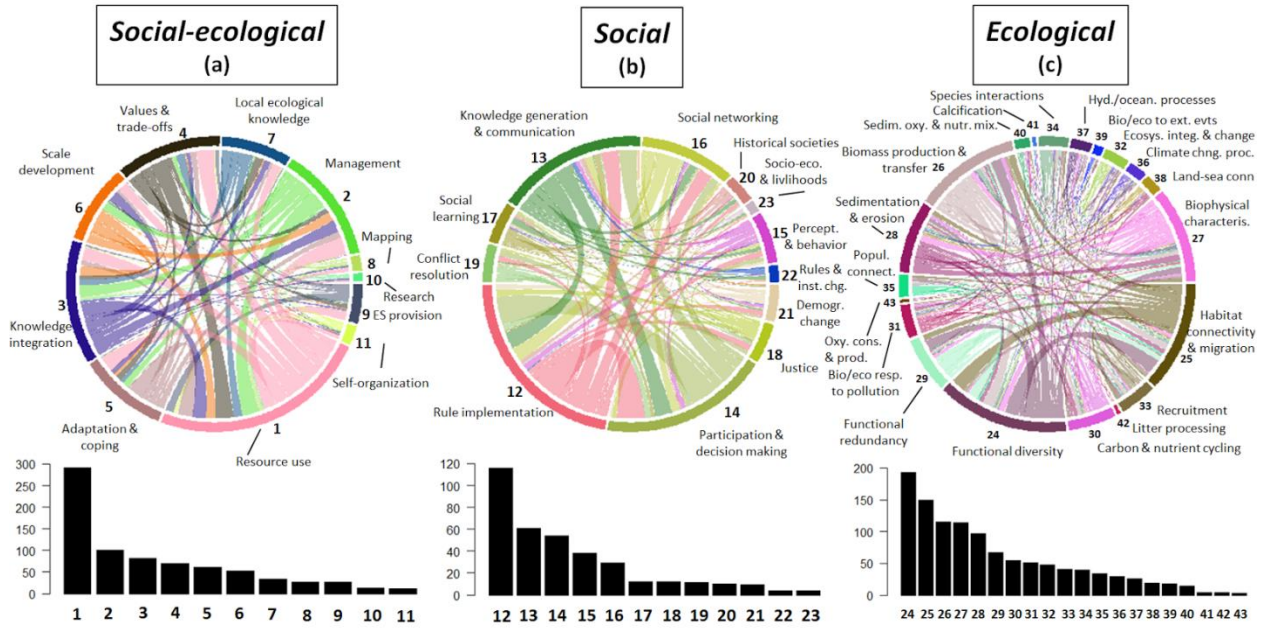 Social-ecological
(a)
Values &
trade-offs
4
Local ecological
knowledge
7
Scale
development
6
Management
2
Mapping
8
10
Research
3
Knowledge
integration
9
ES provision
11
Self-organization
5
Adaptation &
coping
1
Resource use
300
250
200
150
100
50
0
1 2 3 4 5 6 7 8 9 10 11
Social
(b)
Knowledge generation
& communication
13
Social networking
16
Historical societies
20
Socio-eco.
& livlihoods
23
Social
learning
17
15
Percept.
& behavior
Conflict
resolution
19
22
Rules &
inst. chg.
Demogr.
change
21
12
Rule implementation
18
Justice
14
Participation &
decision making
120
100
80
60
40
20
0
12 13 14 15 16 17 18 19 20 21 22 23
Ecological
(c)
Species interactions
34
Calcification
41
Sedim. oxy. & nutr. mix.
40
Hyd./ocean. processes
37
Bio/eco to ext. evts
39
Ecosys. integ. & change
32
Climate chng. proc.
36
Land-sea conn
38
Biomass production &
transfer
26
Biophysical
characteris.
27
Sedimentation
& erosion
28
Popul.
connect.
35
43
31
Habitat
connectivity
& migration
25
Oxy. cons.
& prod.
Bio/eco resp.
to pollution
29
Functional
redundancy
33
Recruitment
42
Litter processing
24
30
Carbon & nutrient cycling
Functional diversity
200
150
100
50
0
24 25 26 27 28 29 30 31 32 33 34 35 36 37 38 39 40 41 42 43